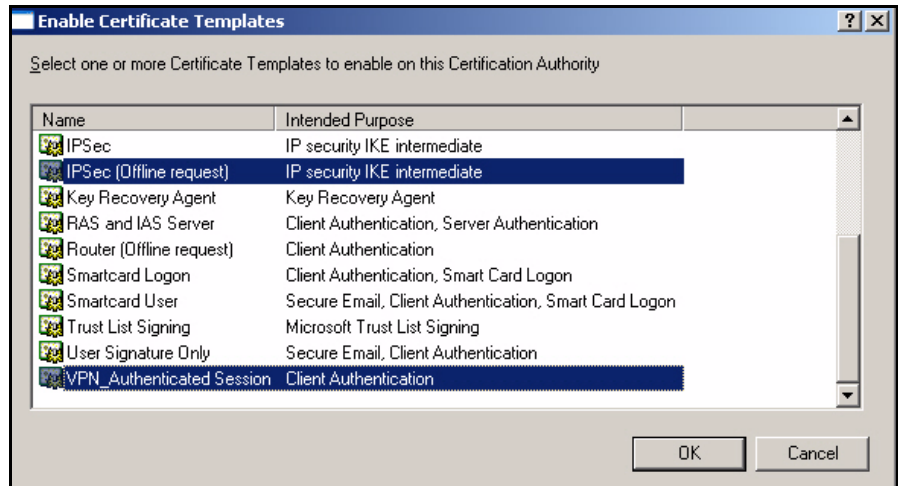 Enable Certificate Templates
Select one or more Certificate Templates to enable on this Certification Authority
Name Intended Purpose
IPSec IP security IKE intermediate
IPSec (Offline request) IP security IKE intermediate
Key Recovery Agent Key Recovery Agent
RAS and IAS Server Client Authentication, Server Authentication
Router (Offline request) Client Authentication
Smartcard Logon Client Authentication, Smart Card Logon
Smartcard User Secure Email, Client Authentication, Smart Card Logon
Trust List Signing Microsoft Trust List Signing
User Signature Only Secure Email, Client Authentication
VPN_Authenticated Session Client Authentication
OK Cancel